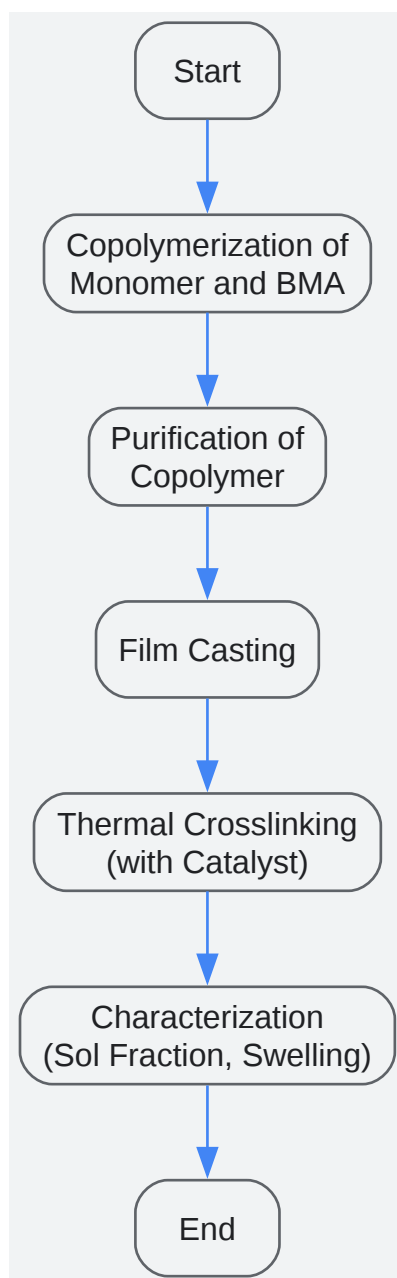 Start
Copolymerization of
Monomer and BMA
Purification of
Copolymer
Film Casting
Thermal Crosslinking
(with Catalyst)
Characterization
(Sol Fraction, Swelling)
End